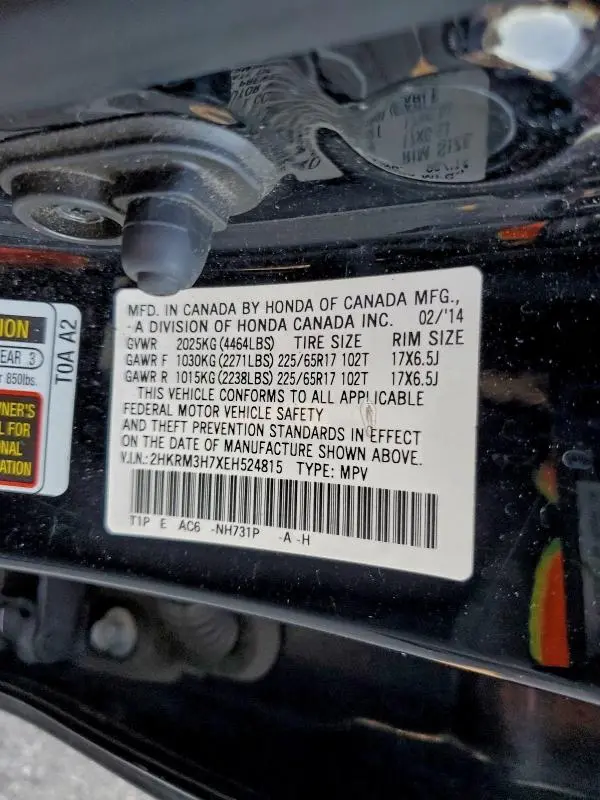 MFD. IN CANADA BY HONDA OF CANADA MFG.,
-A DIVISION OF HONDA CANADA INC. 02/'14
GVWR 2025KG (4464LBS) TIRE SIZE RIM SIZE
GAWR F 1030KG (2271LBS) 225/65R17 102T 17X6.5J
GAWR R 1015KG (2238LBS) 225/65R17 102T 17X6.5J
THIS VEHICLE CONFORMS TO ALL APPLICABLE
FEDERAL MOTOR VEHICLE SAFETY
AND THEFT PREVENTION STANDARDS IN EFFECT
ON THE DATE OF MANUFACTURE SHOWN ABOVE.
V.I.N.: 2HKRM3H7XEH524815 TYPE: MPV
T1P E AC6 -NH731P -A -H
ION
EAR 3
r 850lbs.
WNER'S
L FOR
ONAL
ATION
T0A A2